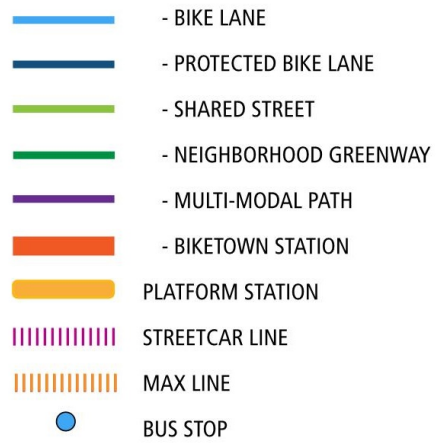 - BIKE LANE
- PROTECTED BIKE LANE
- SHARED STREET
- NEIGHBORHOOD GREENWAY
- MULTI-MODAL PATH
- BIKETOWN STATION
PLATFORM STATION
STREETCAR LINE
MAX LINE
BUS STOP